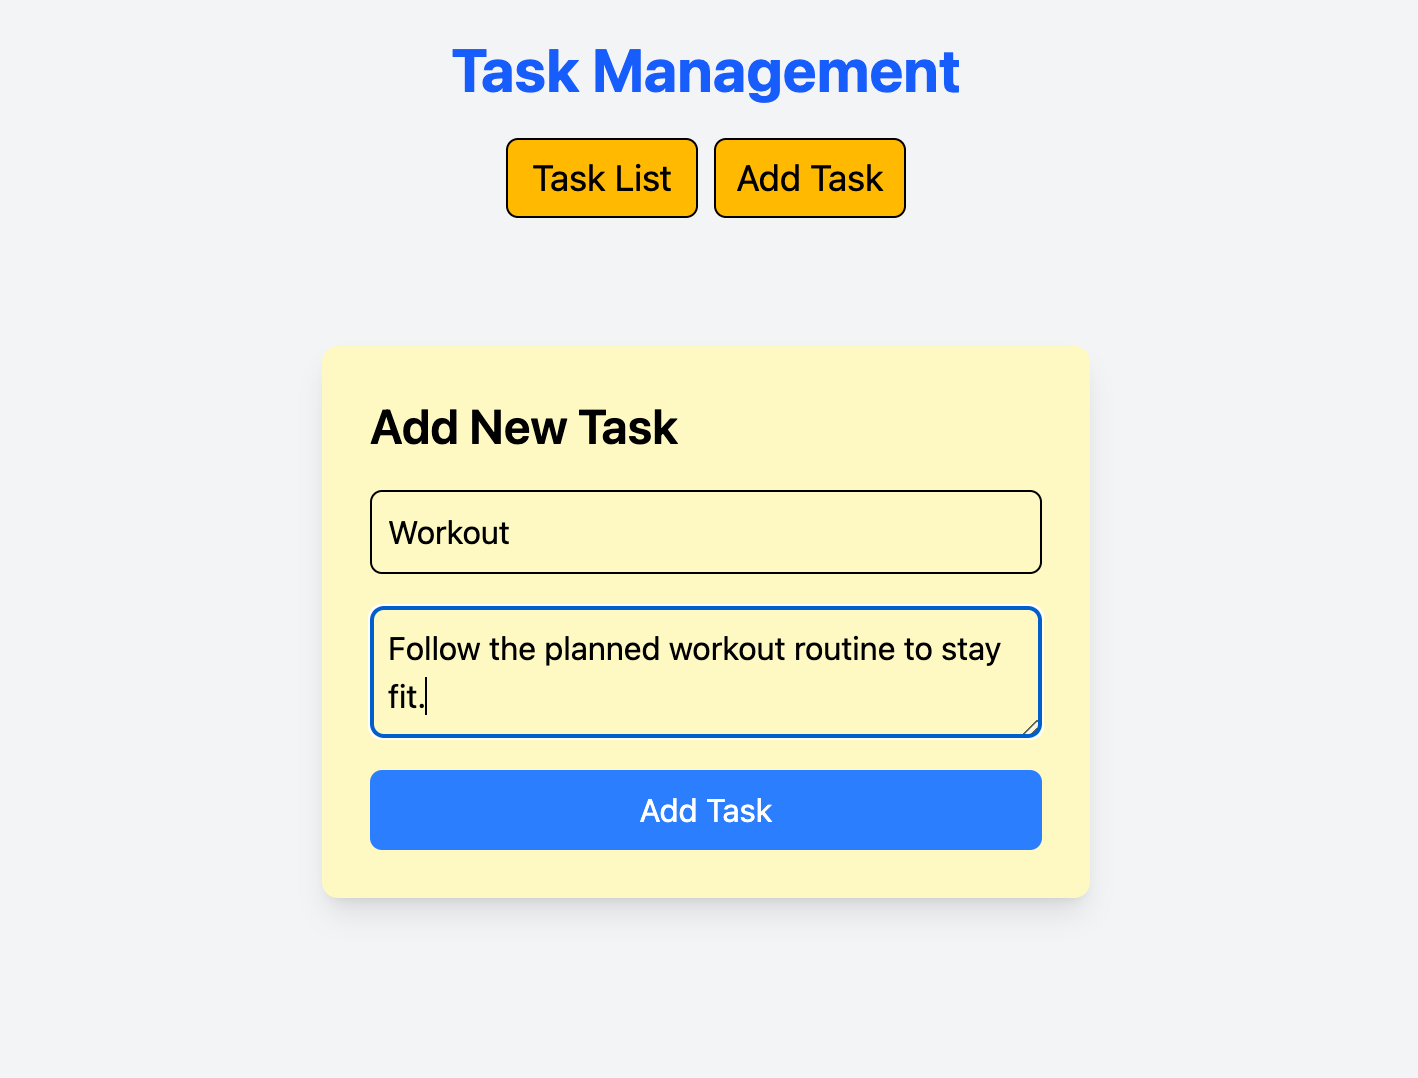 Task Management
Task List
Add Task
Add New Task
Workout
Follow the planned workout routine to stay
fit.
Add Task